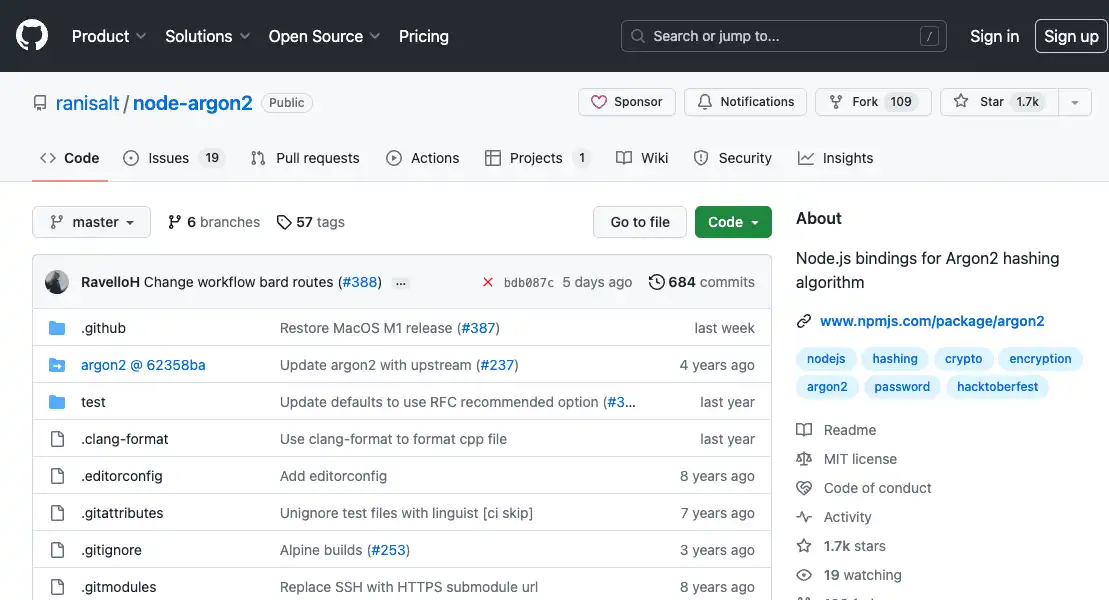 Product Solutions Open Source Pricing Search or jump to... / Sign in Sign up
ranisalt / node-argon2 Public Sponsor Notifications Fork 109 Star 1.7k
Code Issues 19 Pull requests Actions Projects 1 Wiki Security Insights
master 6 branches 57 tags Go to file Code
RavelloH Change workflow bard routes (#388) ... bdb087c 5 days ago 684 commits
.github Restore MacOS M1 release (#387) last week
argon2 @ 62358ba Update argon2 with upstream (#237) 4 years ago
test Update defaults to use RFC recommended option (#3... last year
.clang-format Use clang-format to format cpp file last year
.editorconfig Add editorconfig 8 years ago
.gitattributes Unignore test files with linguist [ci skip] 7 years ago
.gitignore Alpine builds (#253) 3 years ago
.gitmodules Replace SSH with HTTPS submodule url 8 years ago
About
Node.js bindings for Argon2 hashing
algorithm
www.npmjs.com/package/argon2
nodejs hashing crypto encryption
argon2 password hacktoberfest
Readme
MIT license
Code of conduct
Activity
1.7k stars
19 watching